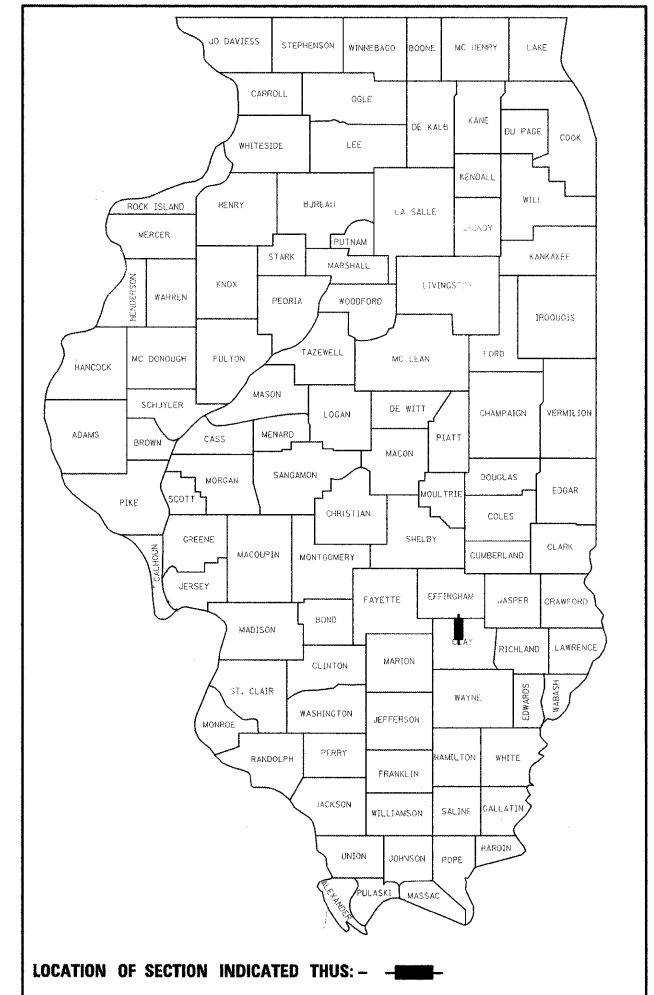 JO DAVIESS STEPHENSON WINNEBAGO BOONE MC HENRY LAKE
CARROLL OGLE
DE KALB KANE DU PAGE COOK
WHITESIDE LEE
KENDALL
ROCK ISLAND HENRY BUREAU LA SALLE WILL
MERCER PUTNAM GRUNDY
STARK MARSHALL KANKAKEE
HENDERSON WARREN KNOX PEORIA WOODFORD LIVINGSTON
IROQUOIS
HANCOCK MC DONOUGH FULTON TAZEWELL MC LEAN FORD
MASON
SCHUYLER LOGAN DE WITT CHAMPAIGN VERMILION
ADAMS BROWN CASS MENARD MACON PIATT
PIKE SCOTT MORGAN SANGAMON MOULTRIE DOUGLAS EDGAR
CHRISTIAN COLES
GREENE MACOUPIN MONTGOMERY SHELBY CUMBERLAND CLARK
CALHOUN JERSEY
FAYETTE EFFINGHAM JASPER CRAWFORD
MADISON BOND
CLAY RICHLAND LAWRENCE
CLINTON MARION
ST. CLAIR WAYNE EDWARDS WABASH
MONROE WASHINGTON JEFFERSON
RANDOLPH PERRY HAMILTON WHITE
FRANKLIN
JACKSON WILLIAMSON SALINE GALLATIN
UNION JOHNSON POPE HARDIN
ALEXANDER PULASKI MASSAC
LOCATION OF SECTION INDICATED THUS: –